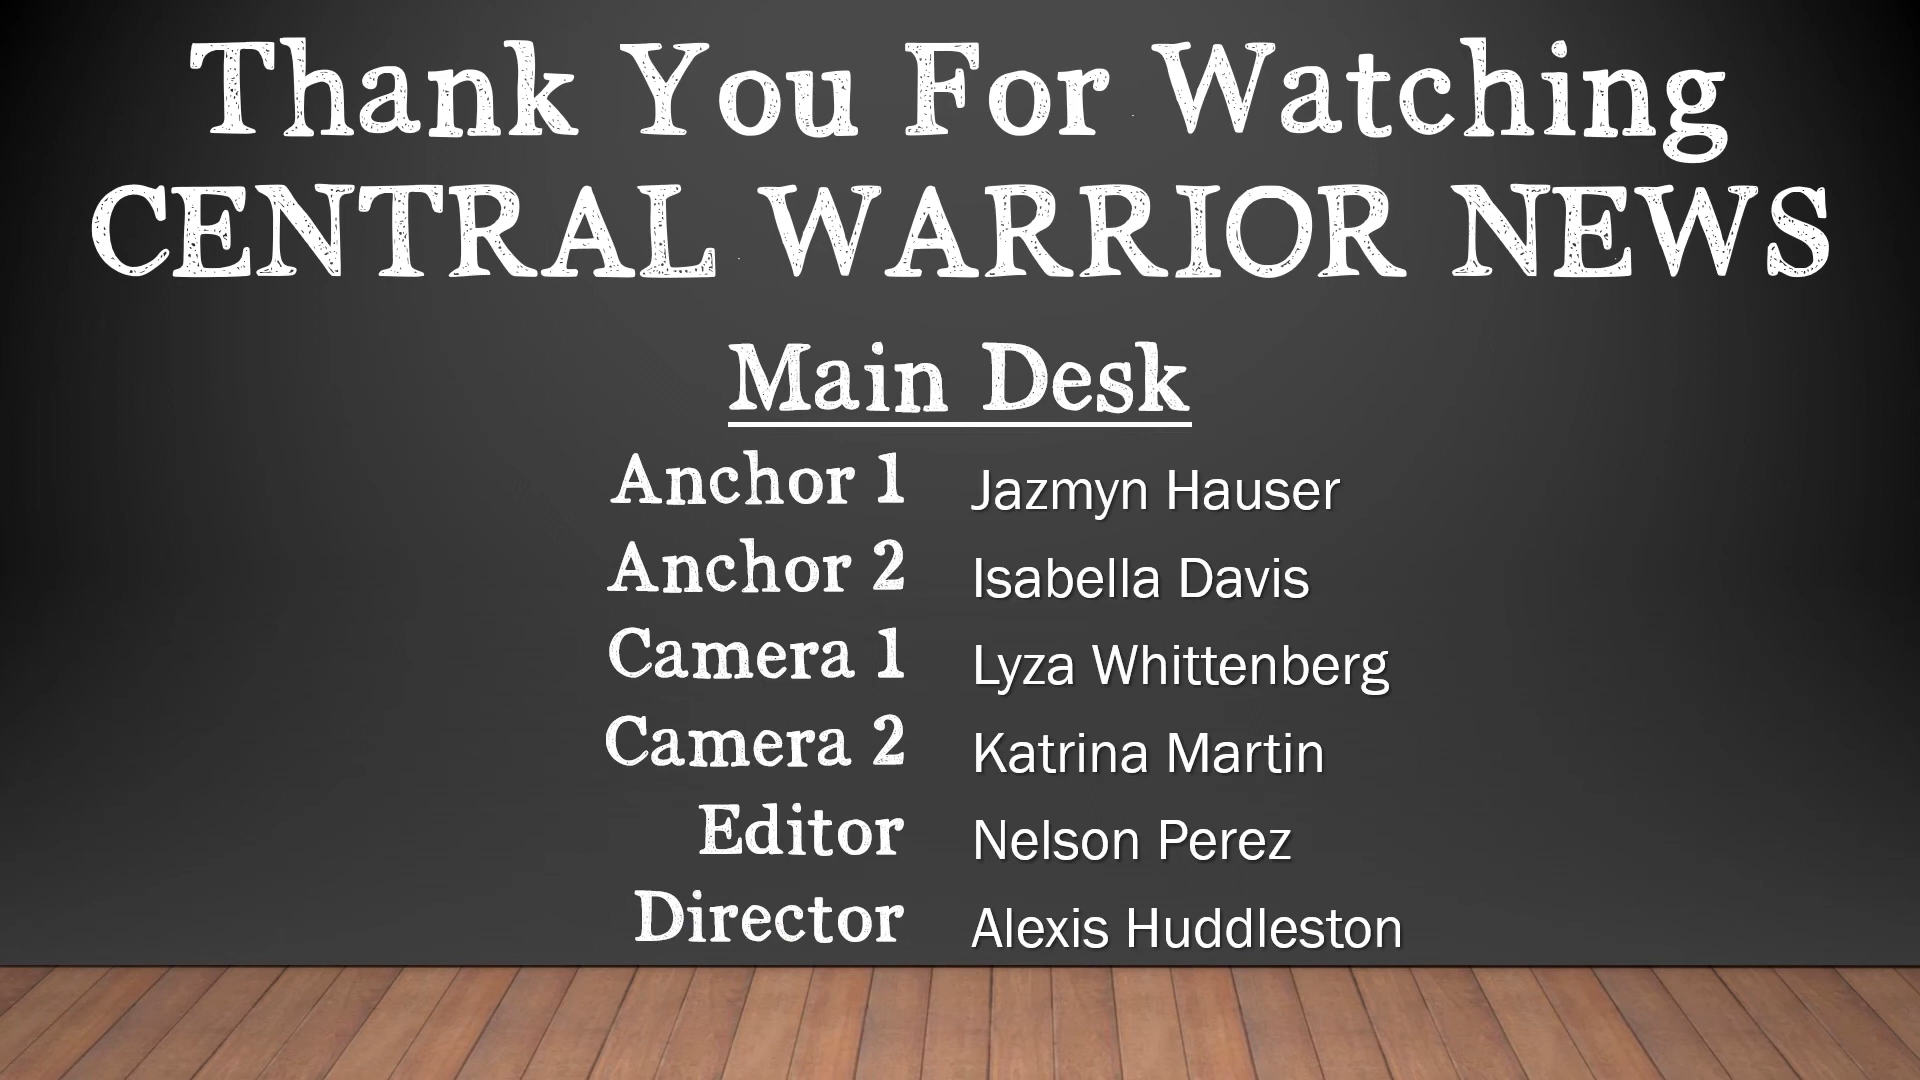 Thank You For Watching
CENTRAL WARRIOR NEWS
Main Desk
Anchor 1 Jazmyn Hauser
Anchor 2 Isabella Davis
Camera 1 Lyza Whittenberg
Camera 2 Katrina Martin
Editor Nelson Perez
Director Alexis Huddleston